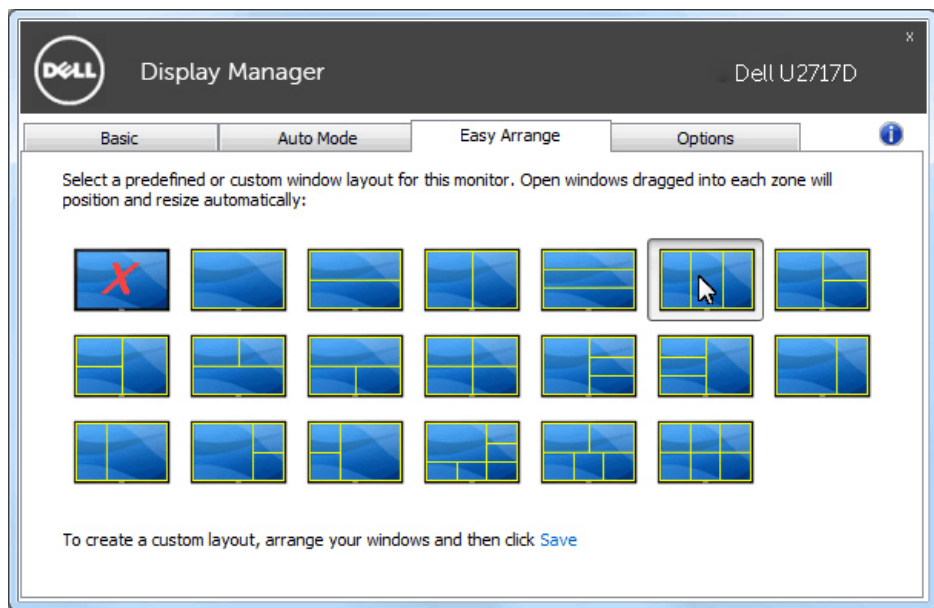 DELL
Display Manager
Dell U2717D
x
Basic
Auto Mode
Easy Arrange
Options
Select a predefined or custom window layout for this monitor. Open windows dragged into each zone will
position and resize automatically:
X
To create a custom layout, arrange your windows and then click Save